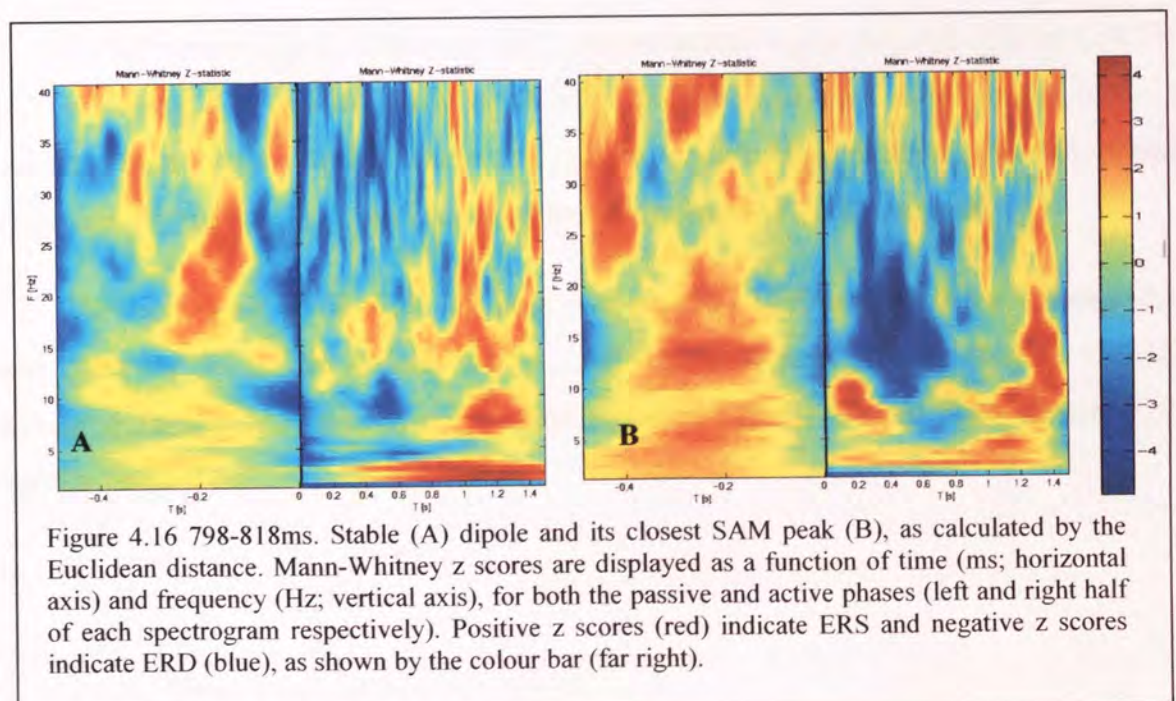 Mann-Whitney Z-statistic Mann-Whitney Z-statistic Mann-Whitney Z-statistic Mann-Whitney Z-statistic
40 40 4
35 35 3
30 30 2
25 25 1
F [Hz] 0
20 20
-1
15 15
-2
10 10
-3
5 A 5 B
-4
-0.4 -0.2 0 0.2 0.4 0.6 0.8 1 1.2 1.4 -0.4 -0.2 0 0.2 0.4 0.6 0.8 1 1.2 1.4
T [s] T [s] T [s] T [s]
Figure 4.16 798-818ms. Stable (A) dipole and its closest SAM peak (B), as calculated by the
Euclidean distance. Mann-Whitney z scores are displayed as a function of time (ms; horizontal
axis) and frequency (Hz; vertical axis), for both the passive and active phases (left and right half
of each spectrogram respectively). Positive z scores (red) indicate ERS and negative z scores
indicate ERD (blue), as shown by the colour bar (far right).